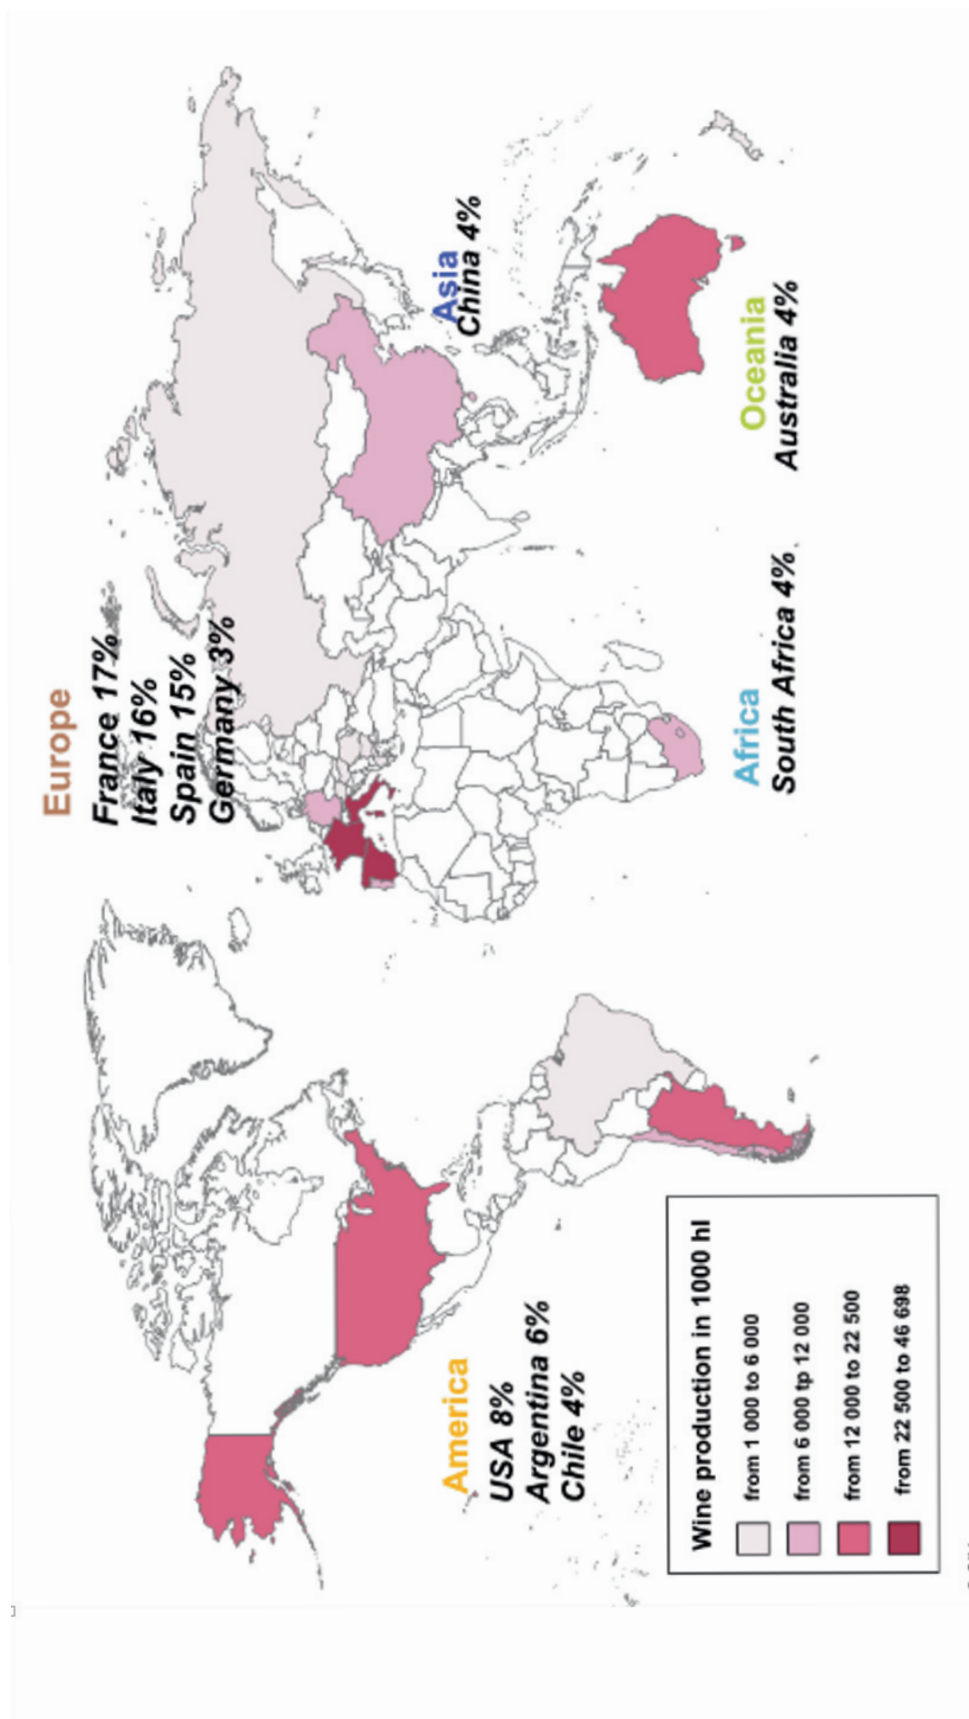 Europe
France 17%
Italy 16%
Spain 15%
Germany 3%
Asia
China 4%
America
USA 8%
Argentina 6%
Chile 4%
Africa
South Africa 4%
Oceania
Australia 4%
Wine production in 1000 hl
from 1 000 to 6 000
from 6 000 tp 12 000
from 12 000 to 22 500
from 22 500 to 46 698